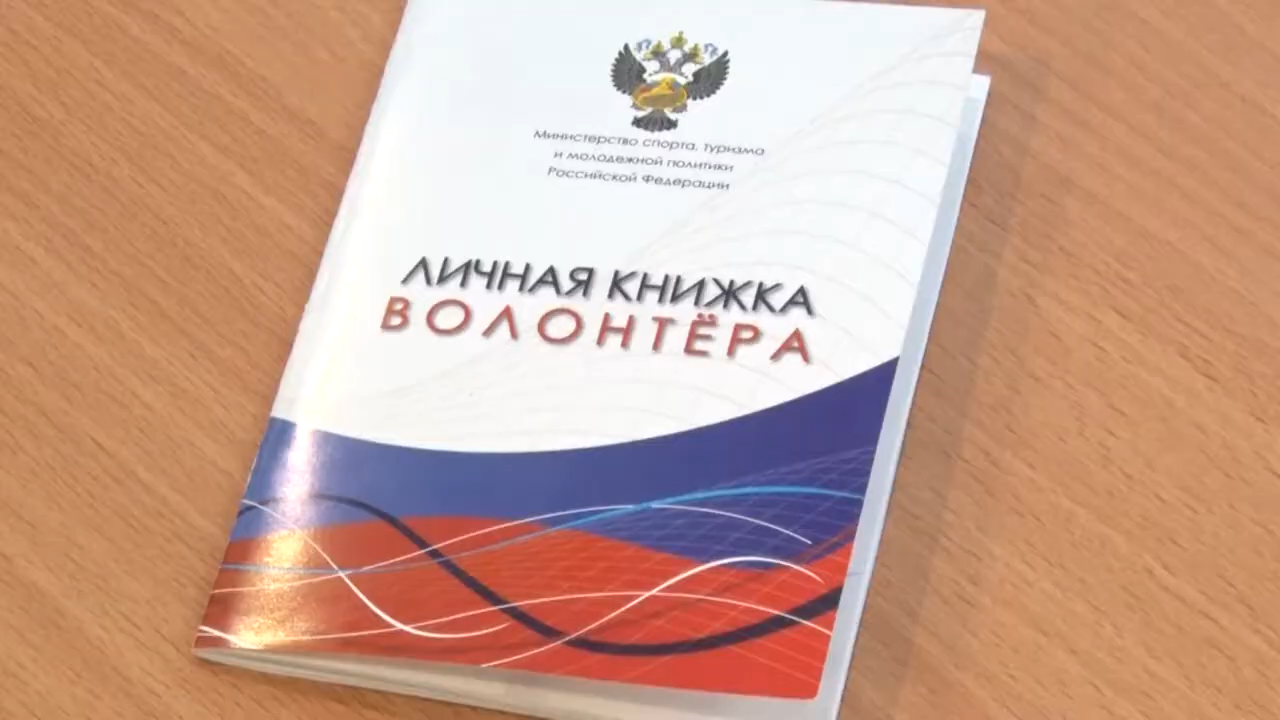 Министерство спорта, туризма
и молодежной политики
Российской Федерации
ЛИЧНАЯ КНИЖКА
ВОЛОНТЁРА